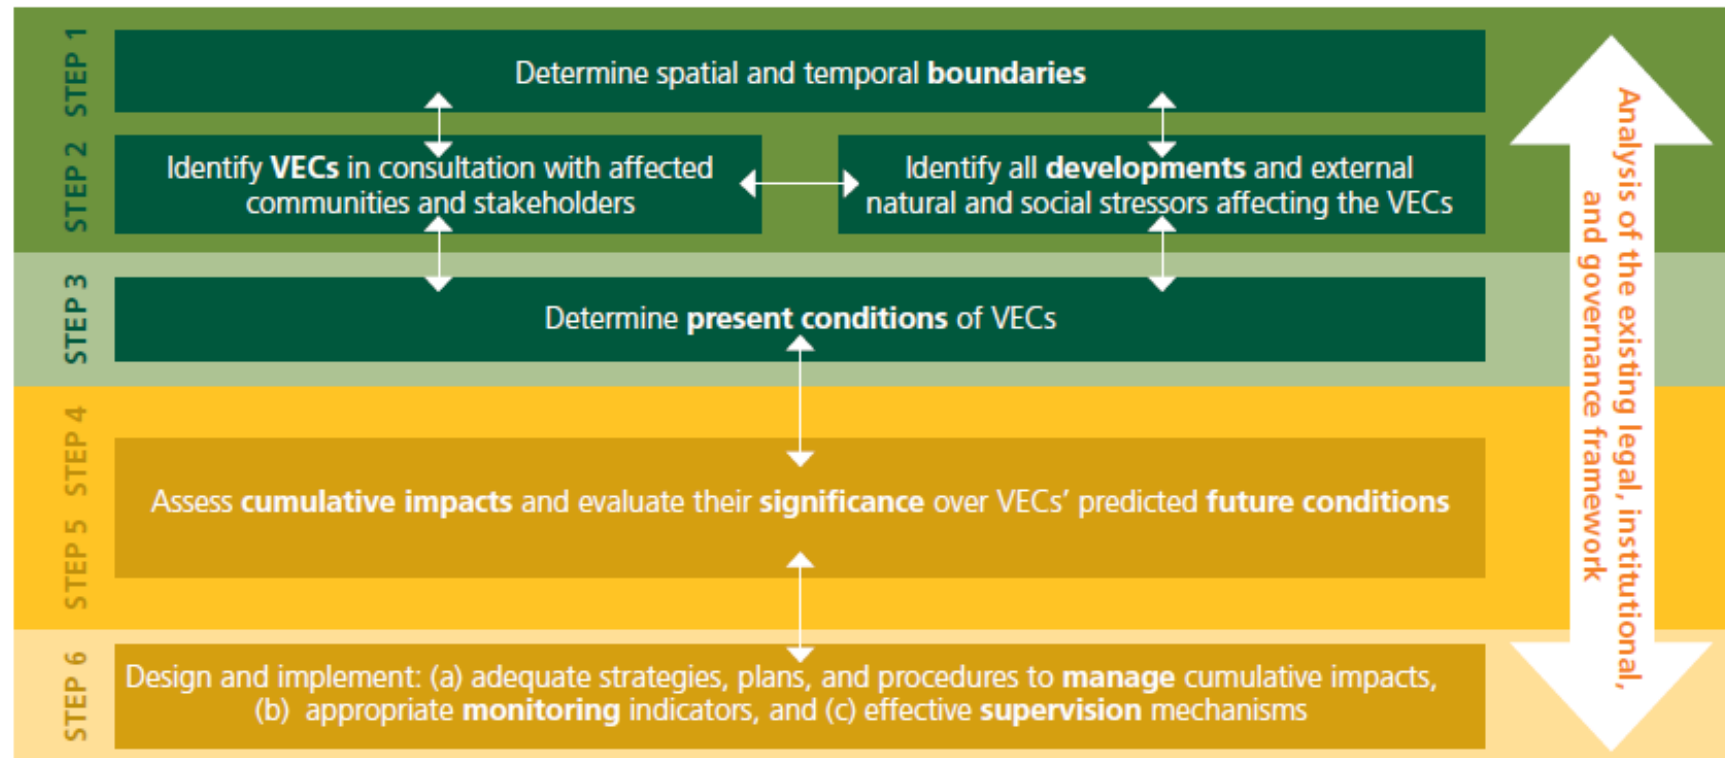 STEP 1
Determine spatial and temporal boundaries
STEP 2
Identify VECs in consultation with affected
communities and stakeholders
Identify all developments and external
natural and social stressors affecting the VECs
STEP 3
Determine present conditions of VECs
STEP 4
STEP 5
Assess cumulative impacts and evaluate their significance over VECs’ predicted future conditions
STEP 6
Design and implement: (a) adequate strategies, plans, and procedures to manage cumulative impacts,
(b) appropriate monitoring indicators, and (c) effective supervision mechanisms
Analysis of the existing legal, institutional,
and governance framework